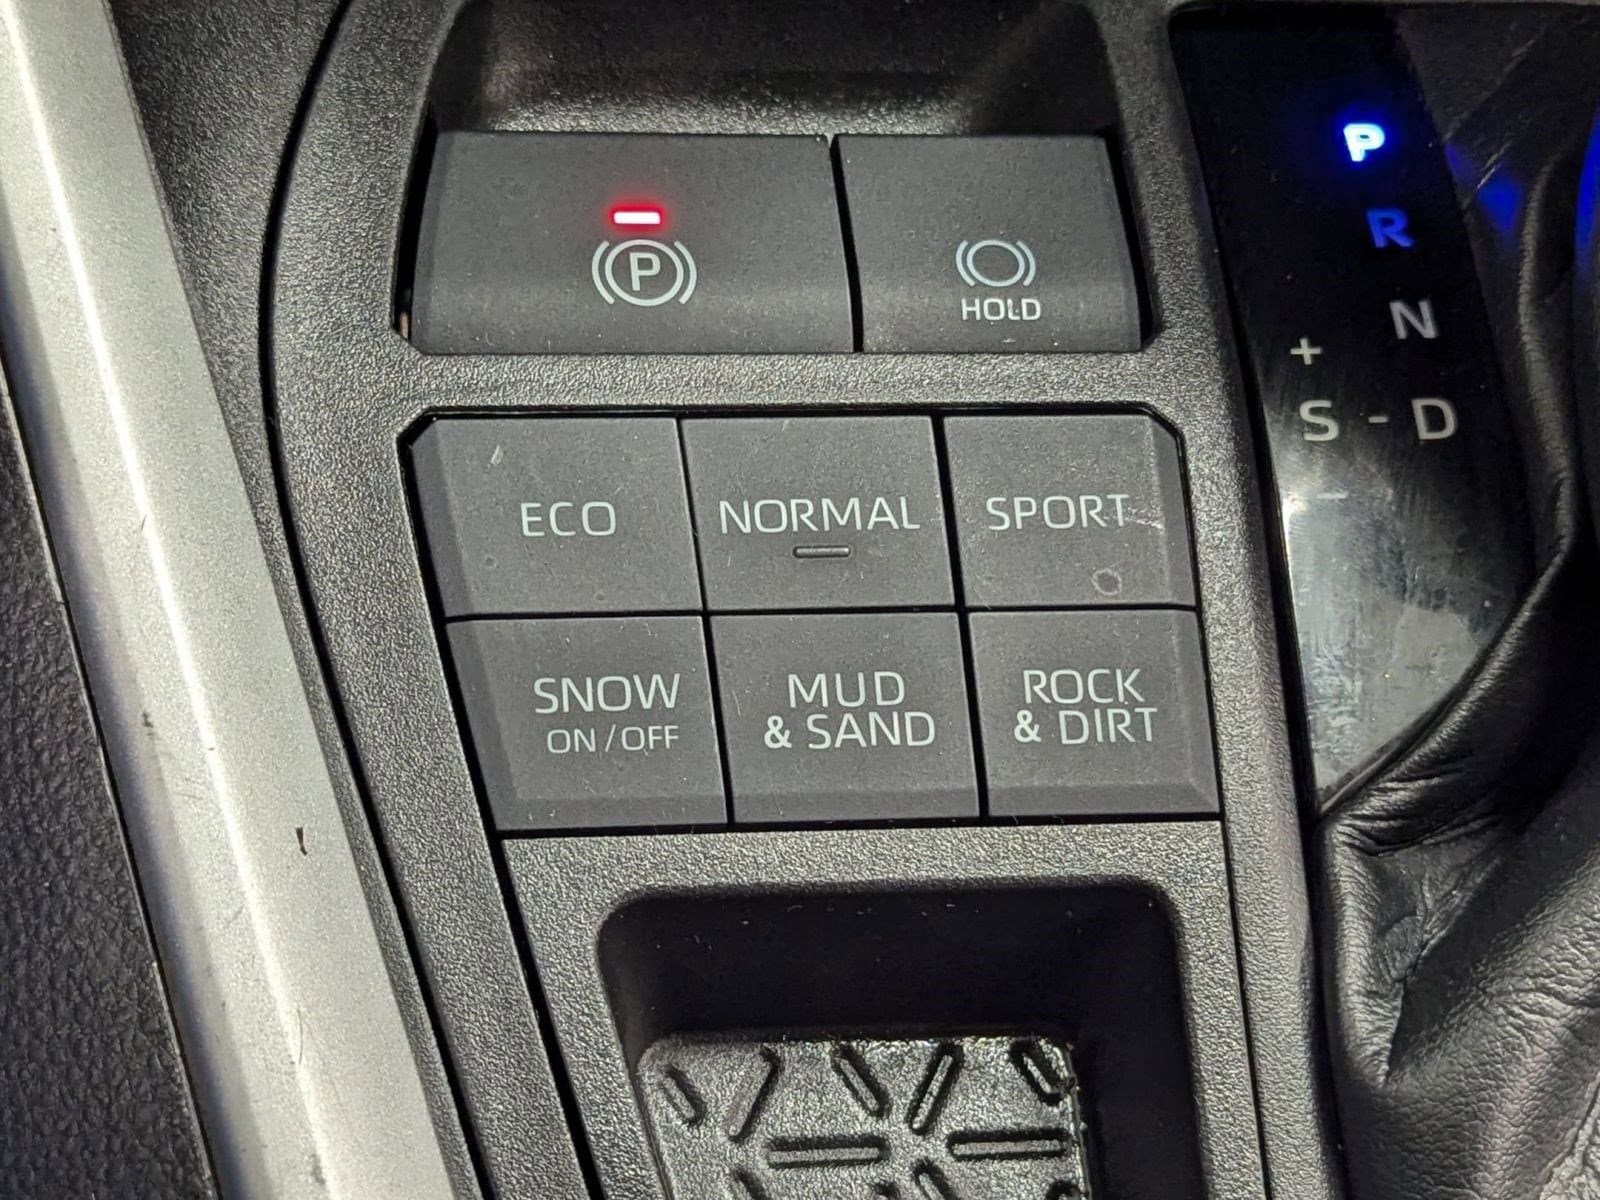 P
P
R
HOLD
N
+
S - D
ECO
NORMAL
SPORT
SNOW
ON / OFF
MUD
& SAND
ROCK
& DIRT